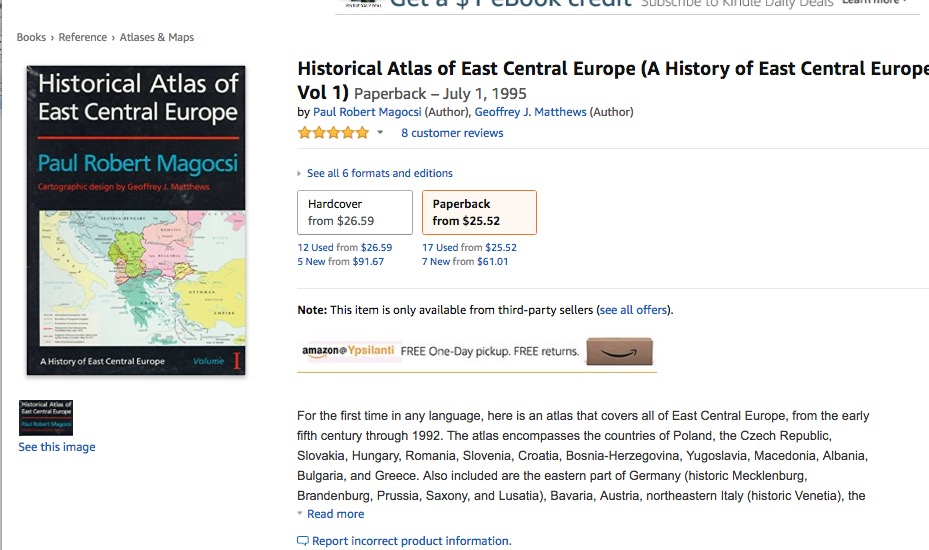 Get a $1 eBook credit Subscribe to Kindle Daily Deals Learn more ›
Books › Reference › Atlases & Maps
Historical Atlas of
East Central Europe
Paul Robert Magocsi
Cartographic design by Geoffrey J. Matthews
A History of East Central Europe Volume I
Historical Atlas of
East Central Europe
Paul Robert Magocsi
See this image
Historical Atlas of East Central Europe (A History of East Central Europe
Vol 1) Paperback – July 1, 1995
by Paul Robert Magocsi (Author), Geoffrey J. Matthews (Author)
8 customer reviews
See all 6 formats and editions
Hardcover
from $26.59
Paperback
from $25.52
12 Used from $26.59
5 New from $91.67
17 Used from $25.52
7 New from $61.01
Note: This item is only available from third-party sellers (see all offers).
amazon@Ypsilanti FREE One-Day pickup. FREE returns.
For the first time in any language, here is an atlas that covers all of East Central Europe, from the early
fifth century through 1992. The atlas encompasses the countries of Poland, the Czech Republic,
Slovakia, Hungary, Romania, Slovenia, Croatia, Bosnia-Herzegovina, Yugoslavia, Macedonia, Albania,
Bulgaria, and Greece. Also included are the eastern part of Germany (historic Mecklenburg,
Brandenburg, Prussia, Saxony, and Lusatia), Bavaria, Austria, northeastern Italy (historic Venetia), the
Read more
Report incorrect product information.